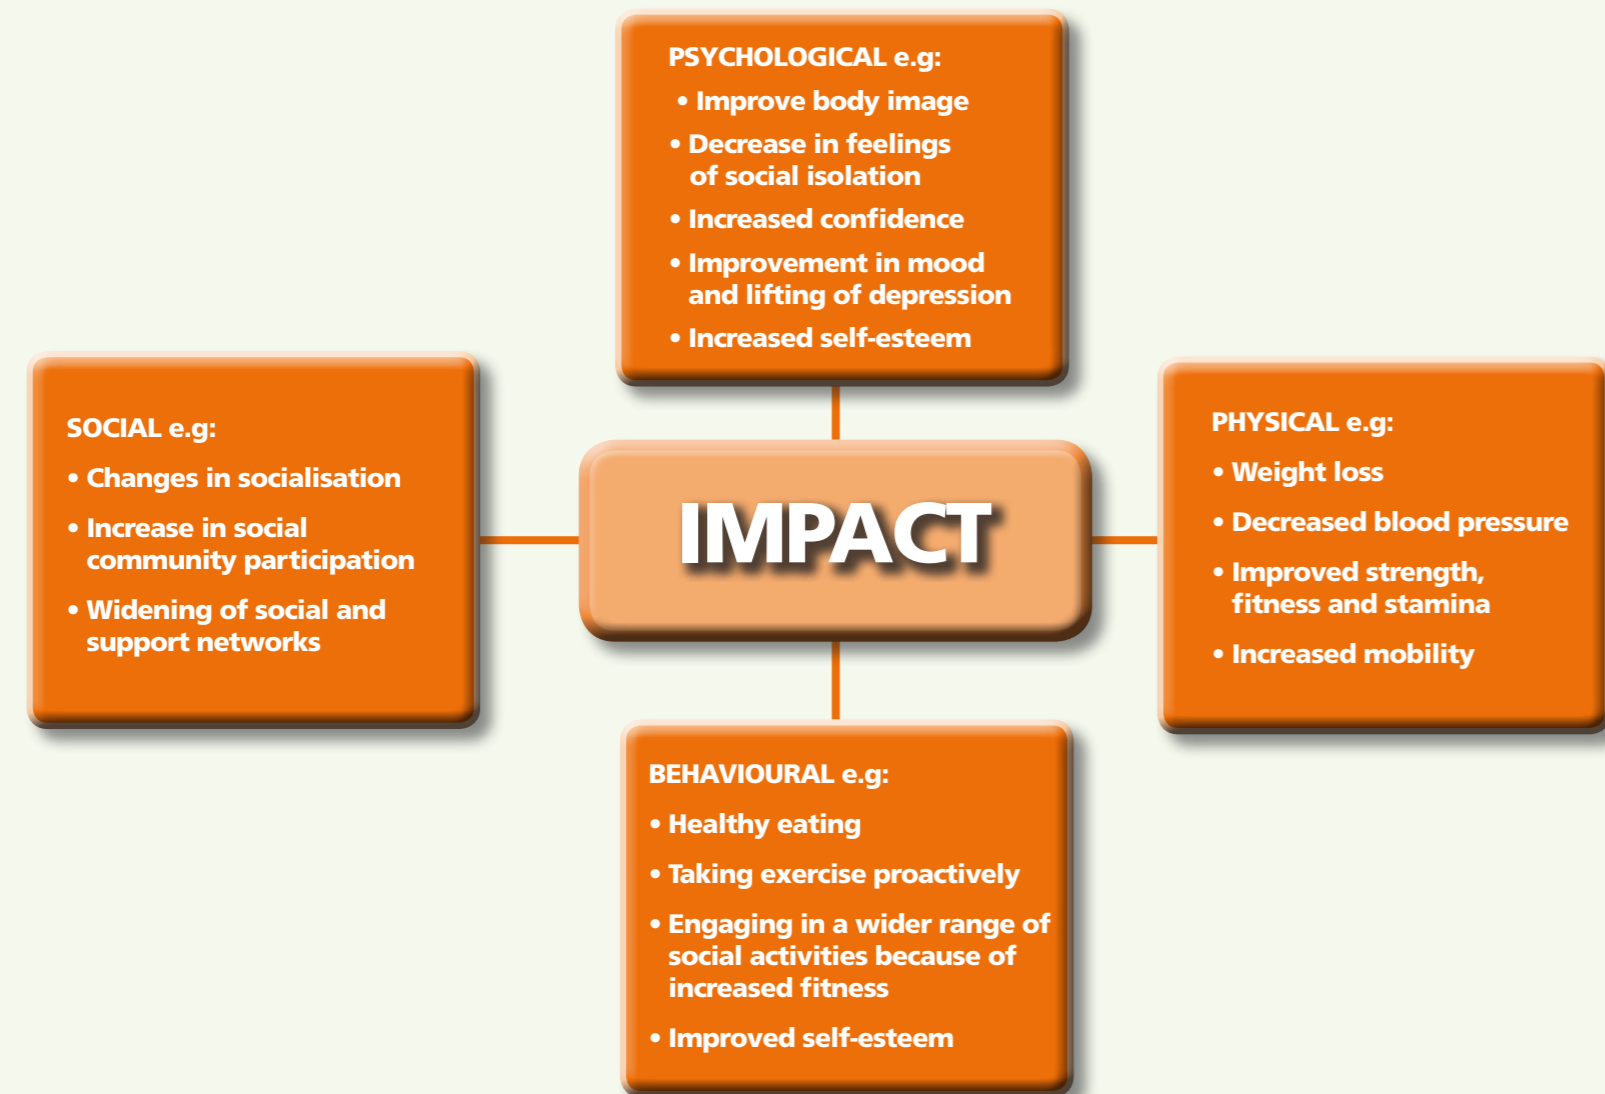 PSYCHOLOGICAL e.g:
• Improve body image
• Decrease in feelings
of social isolation
• Increased confidence
• Improvement in mood
and lifting of depression
• Increased self-esteem
SOCIAL e.g:
• Changes in socialisation
• Increase in social
community participation
• Widening of social and
support networks
IMPACT
PHYSICAL e.g:
• Weight loss
• Decreased blood pressure
• Improved strength,
fitness and stamina
• Increased mobility
BEHAVIOURAL e.g:
• Healthy eating
• Taking exercise proactively
• Engaging in a wider range of
social activities because of
increased fitness
• Improved self-esteem